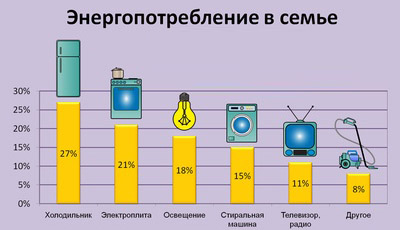 Энергопотребление в семье
30%
25%
20%
15%
10%
5%
0%
27%
21%
18%
15%
11%
8%
Холодильник
Электроплита
Освещение
Стиральная
машина
Телевизор,
радио
Другое